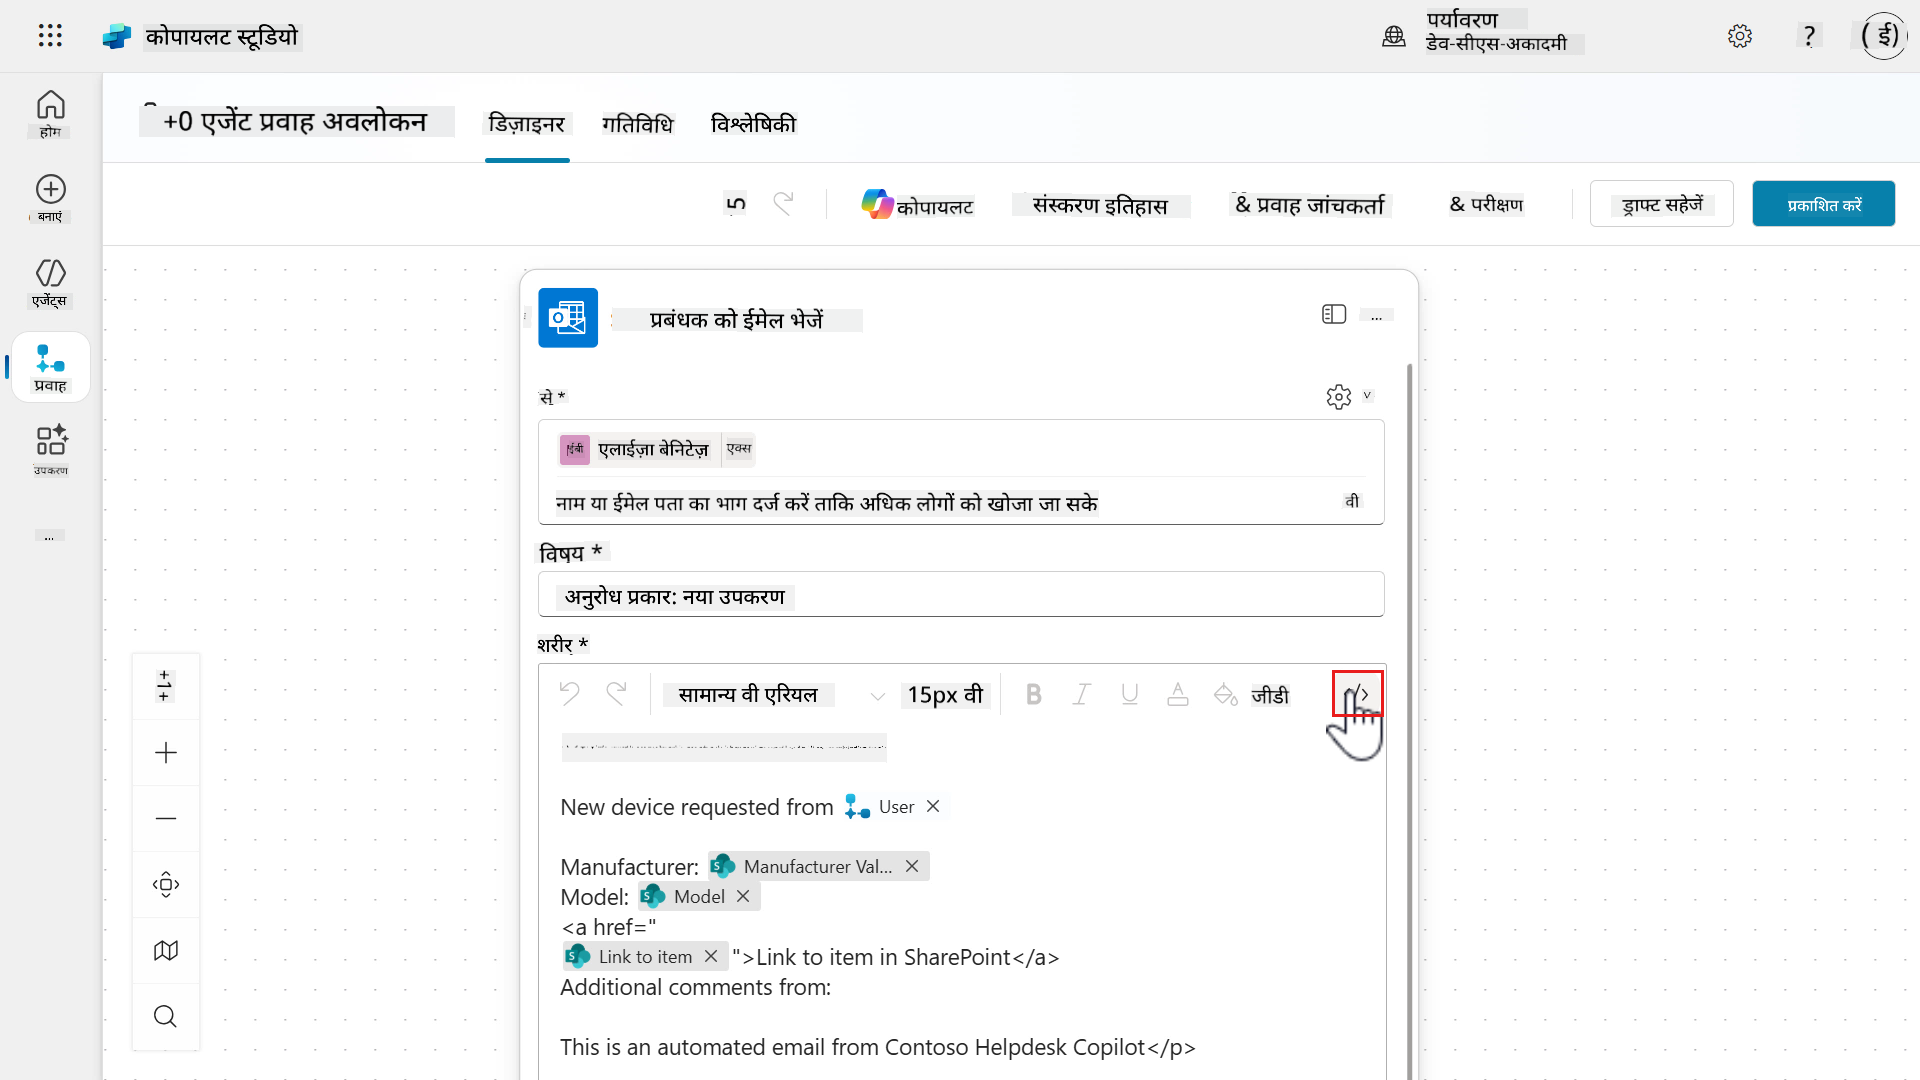 कोपायलट स्टूडियो
पर्यावरण
डेव-सीएस-अकादमी
?
( ई)
होम
बनाएं
एजेंट्स
प्रवाह
उपकरण
...
+0 एजेंट प्रवाह अवलोकन
डिज़ाइनर
गतिविधि
विश्लेषिकी
5
कोपायलट
संस्करण इतिहास
& प्रवाह जांचकर्ता
& परीक्षण
ड्राफ्ट सहेजें
प्रकाशित करें
प्रबंधक को ईमेल भेजें
...
से *
ईबी
एलाईज़ा बेनिटेज़
एक्स
नाम या ईमेल पता का भाग दर्ज करें ताकि अधिक लोगों को खोजा जा सके
वी
विषय *
अनुरोध प्रकार: नया उपकरण
शरीर *
सामान्य वी एरियल
15px वी
B I U A
जीडी
</>
New device requested from User ×
Manufacturer: Manufacturer Val... ×
Model: Model ×
<a href="
Link to item × ">Link to item in SharePoint</a>
Additional comments from:
This is an automated email from Contoso Helpdesk Copilot</p>